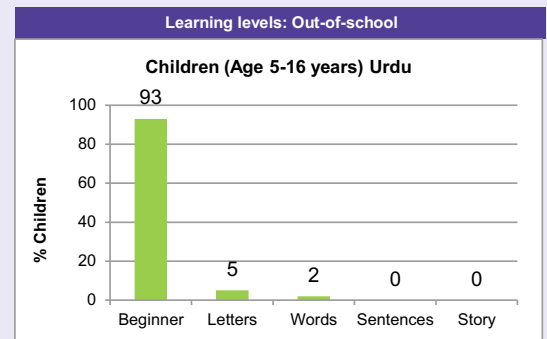 Learning levels: Out-of-school
Children (Age 5-16 years) Urdu
% Children
100
80
60
40
20
0
93
5
2
0
0
Beginner Letters Words Sentences Story